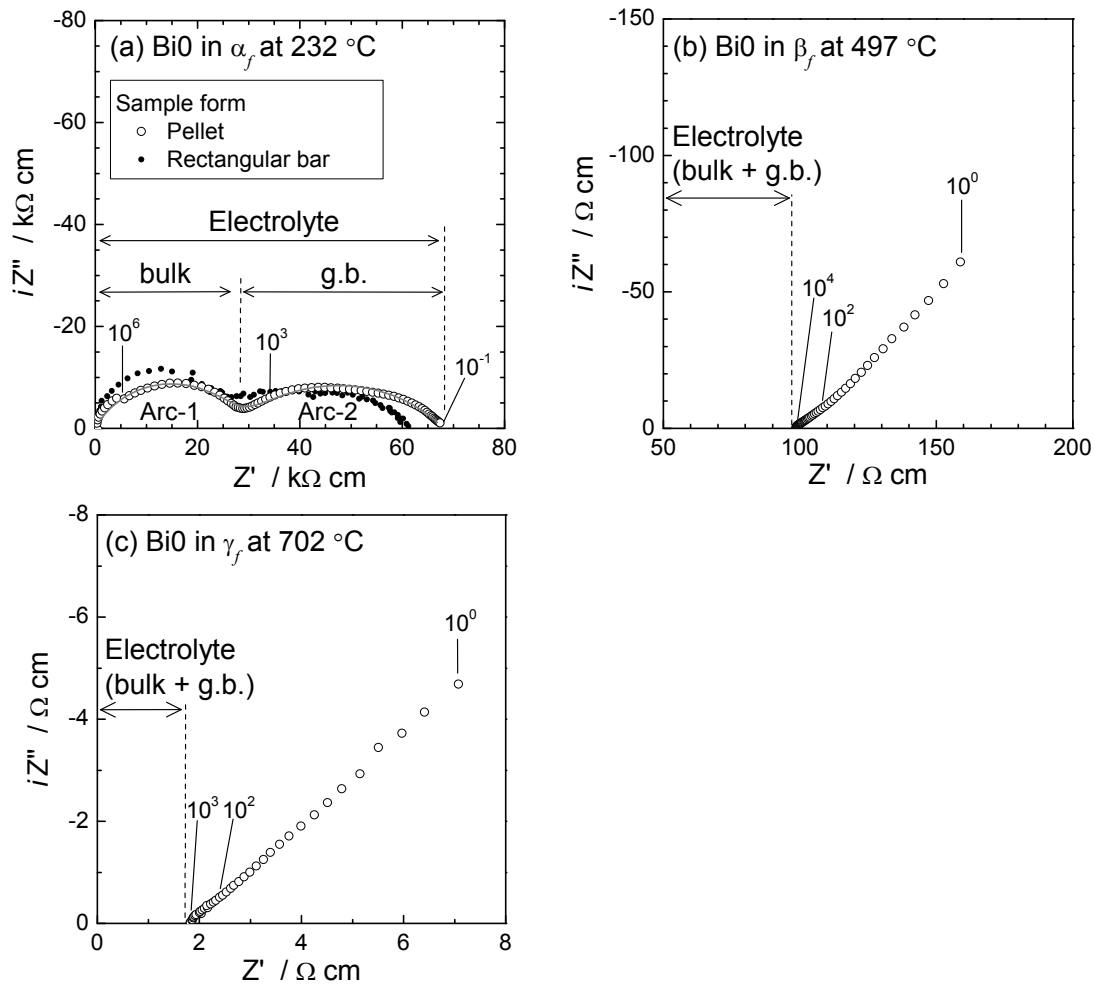 (a) Bi0 in α_f at 232 °C
Sample form
Pellet
Rectangular bar
Electrolyte
bulk
g.b.
10^6
10^3
10^-1
Arc-1
Arc-2
-80
-60
-40
-20
0
0
20
40
60
80
iZ" / kΩ cm
Z' / kΩ cm
(b) Bi0 in β_f at 497 °C
Electrolyte
(bulk + g.b.)
10^0
10^4
10^2
-150
-100
-50
0
50
100
150
200
iZ" / Ω cm
Z' / Ω cm
(c) Bi0 in γ_f at 702 °C
Electrolyte
(bulk + g.b.)
10^0
10^3
10^2
-8
-6
-4
-2
0
0
2
4
6
8
iZ" / Ω cm
Z' / Ω cm